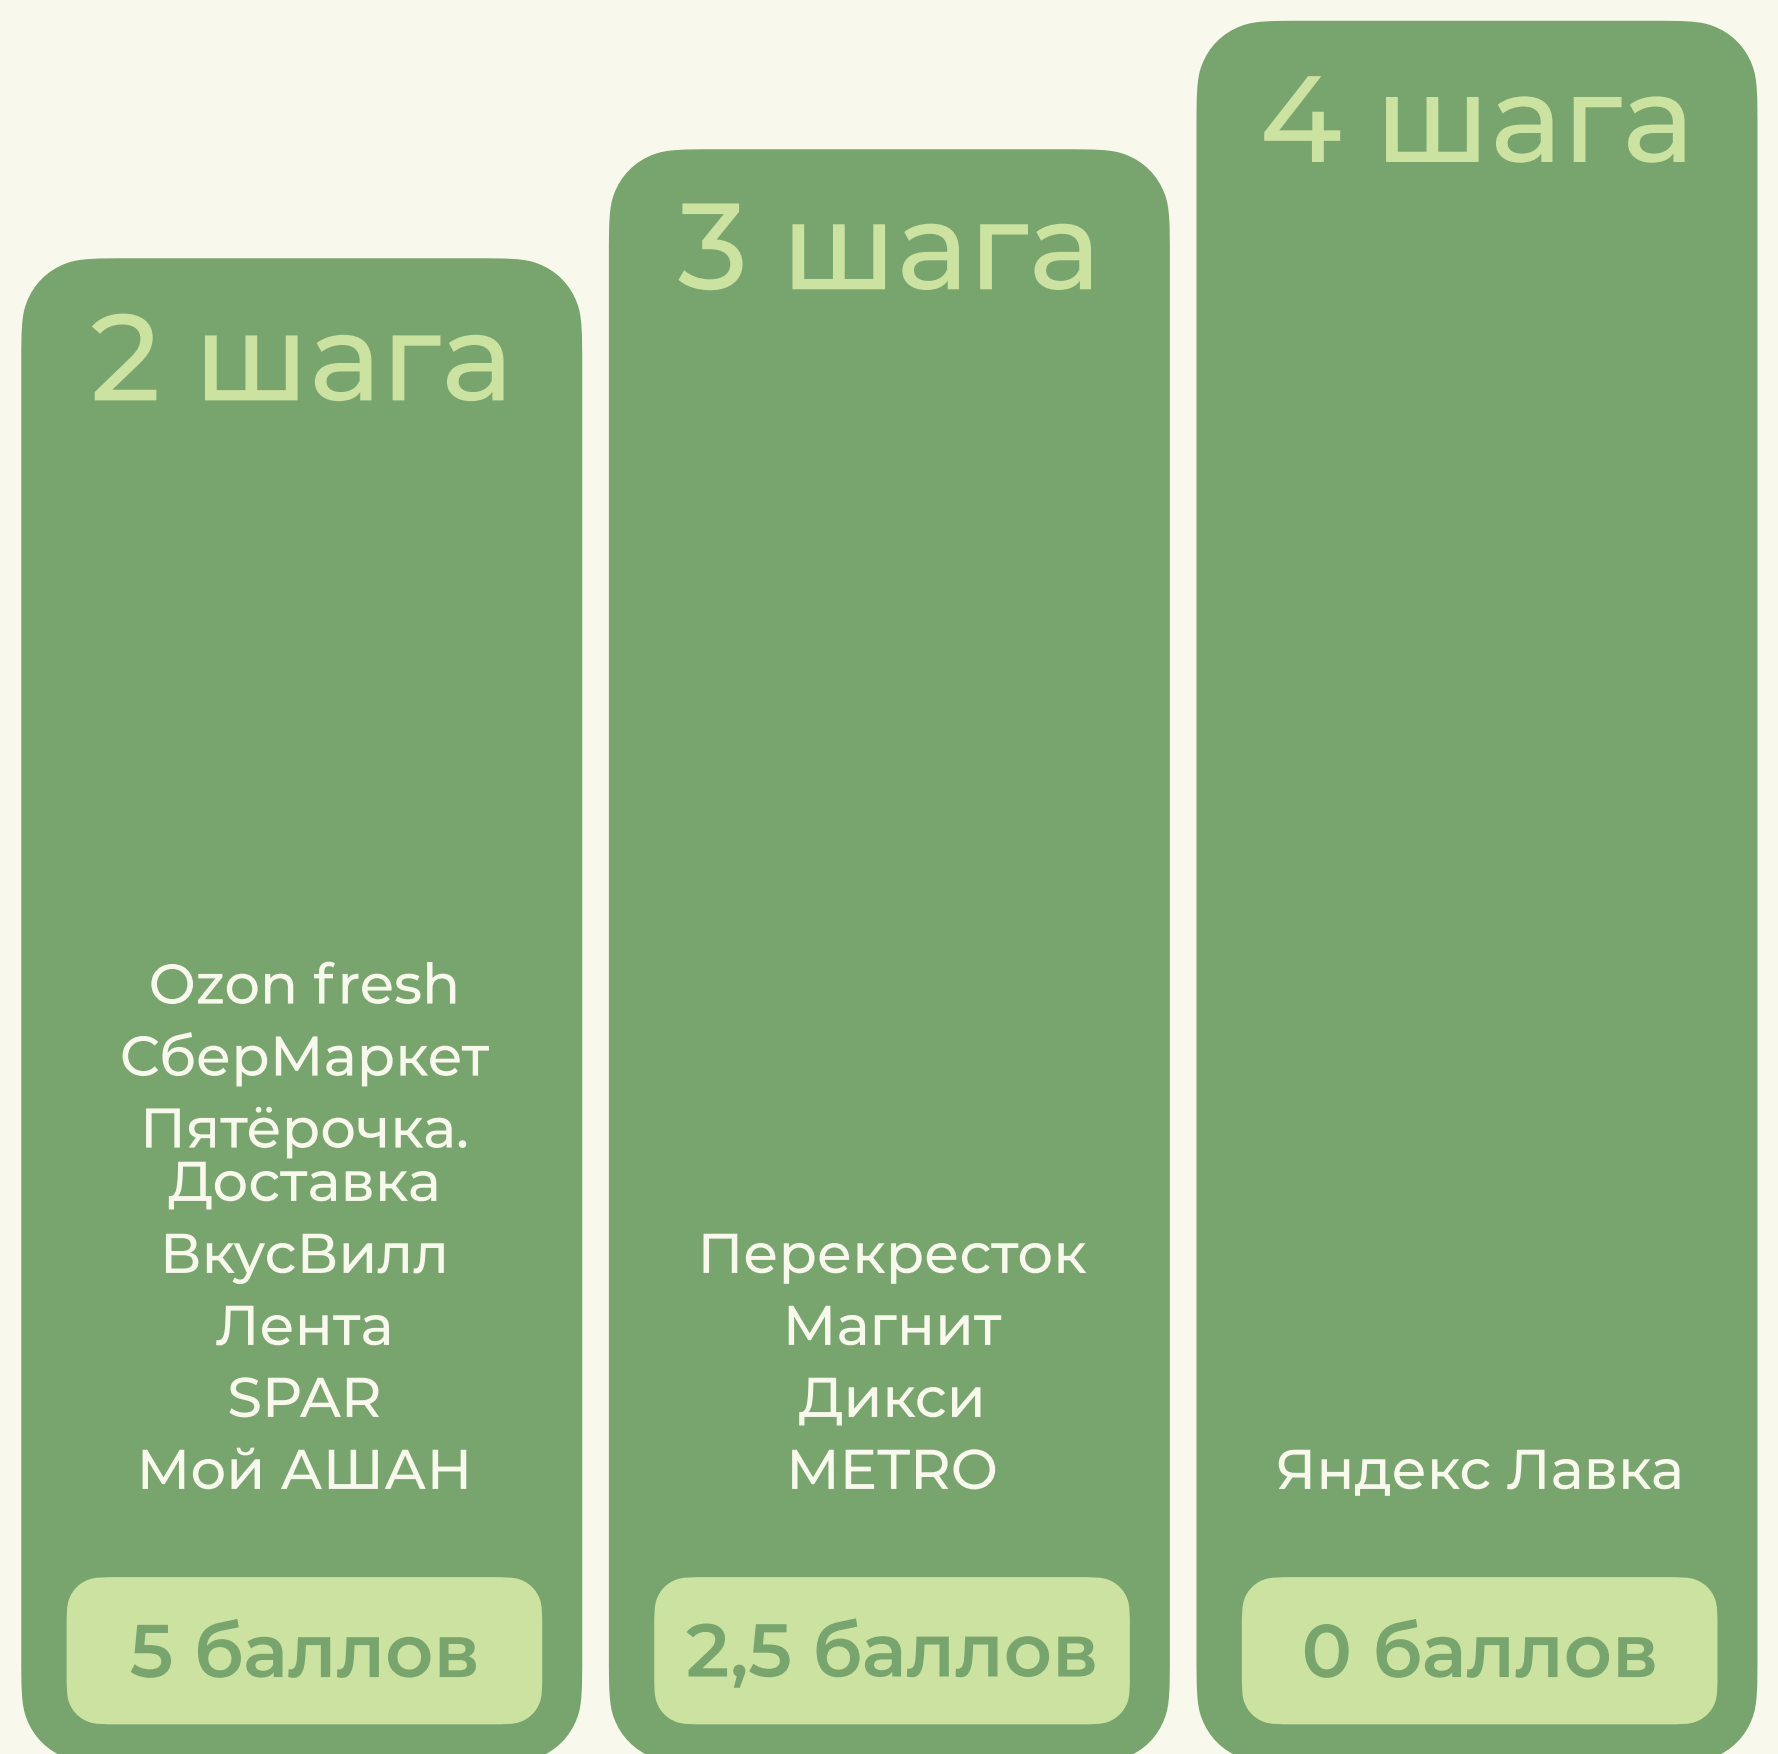 2 шага
Ozon fresh
СберМаркет
Пятёрочка.
Доставка
ВкусВилл
Лента
SPAR
Мой АШАН
5 баллов
3 шага
Перекресток
Магнит
Дикси
METRO
2,5 баллов
4 шага
Яндекс Лавка
0 баллов